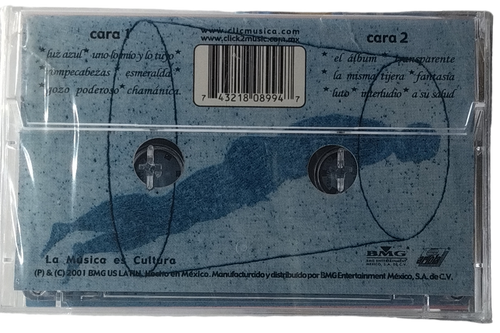 cara 1
* luz azul * uno lo mío y lo tuyo *
rompecabezas * esmeralda *
gozo poderoso * chamánica *
www.clicmusica.com
www.click2music.com.mx
7 43218 08994 7
cara 2
* el álbum * transparente
la misma tijera * fantasía
* luto * interludio * a su salud
La Música es Cultura
(P) & (C) 2001 BMG US LATIN. Hecho en México. Manufacturado y distribuido por BMG Entertainment México, S.A. de C.V.
BMG